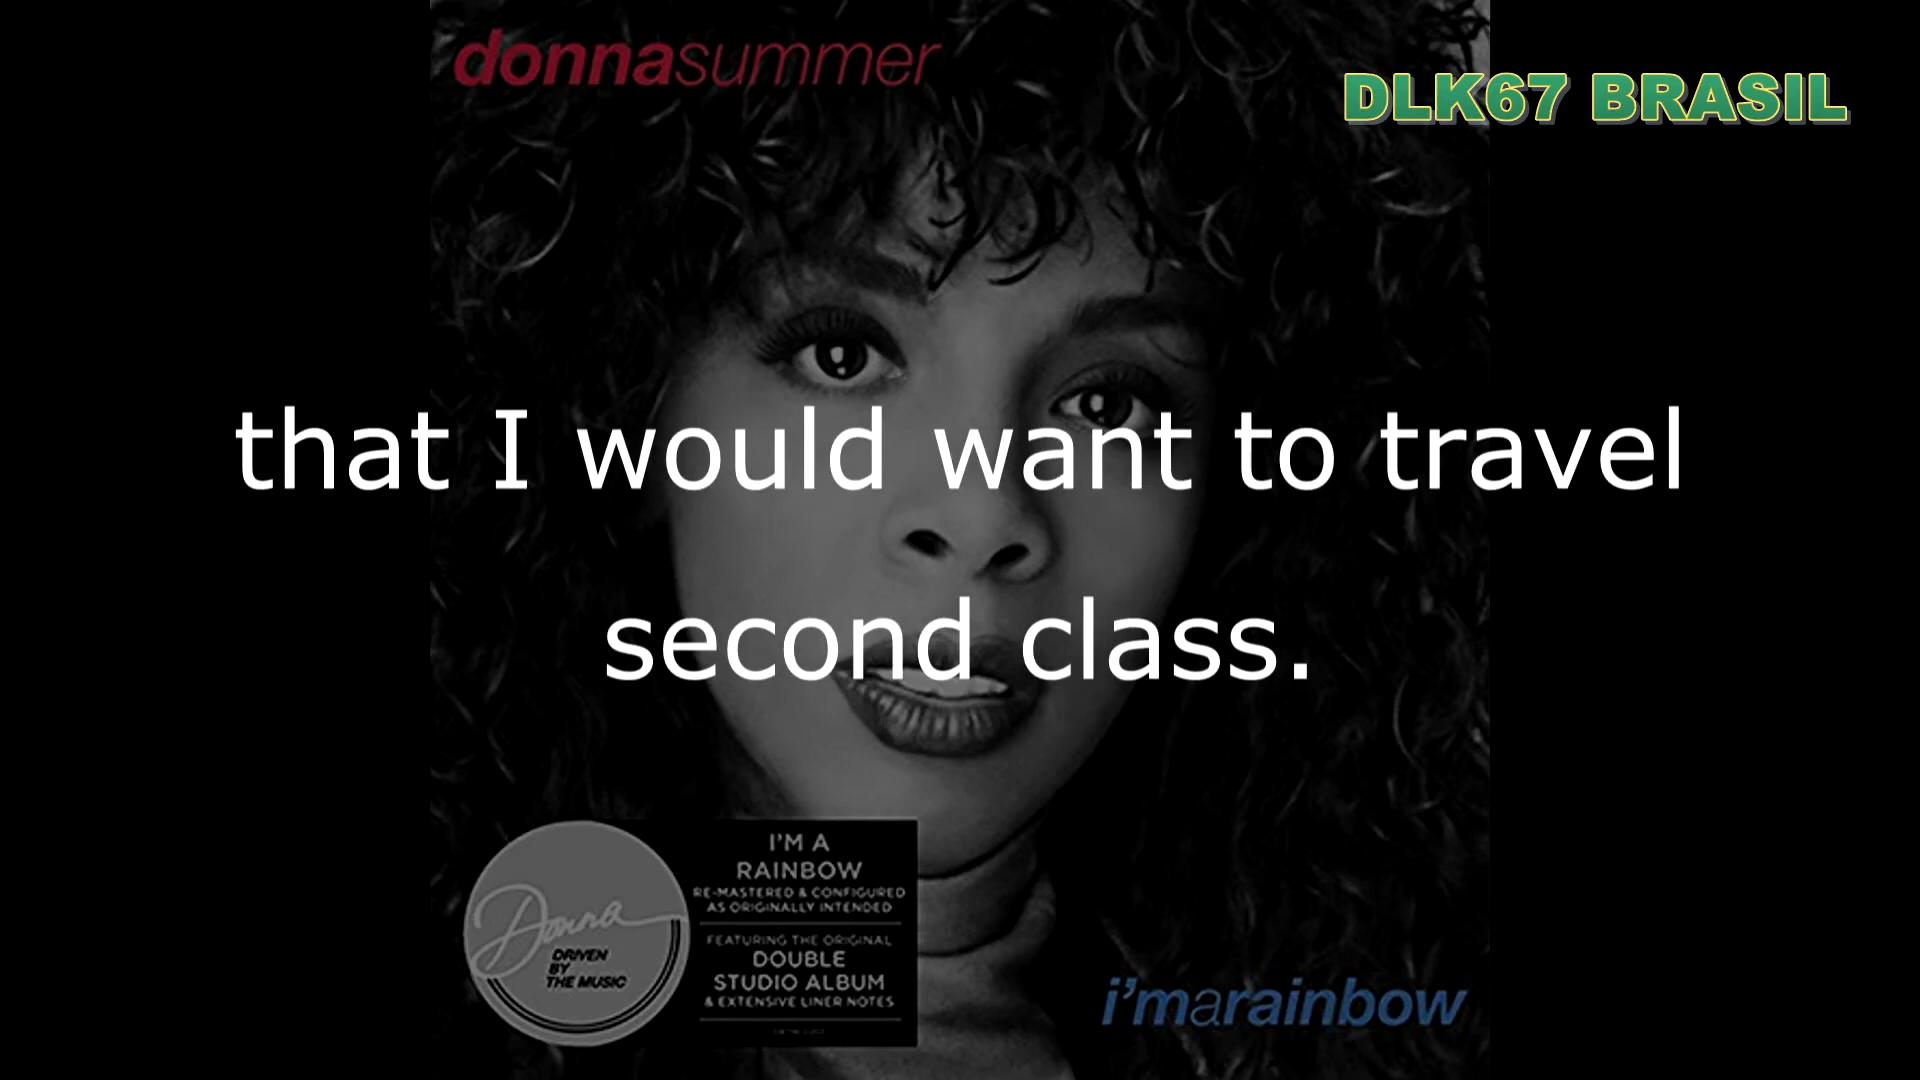 donnasummer
DLK67 BRASIL
that I would want to travel
second class.
I'M A
RAINBOW
RE-MASTERED & CONFIGURED
AS ORIGINALLY INTENDED
FEATURING THE ORIGINAL
DOUBLE
STUDIO ALBUM
& EXTENSIVE LINER NOTES
Donna
DRIVEN
BY
THE MUSIC
i'marainbow